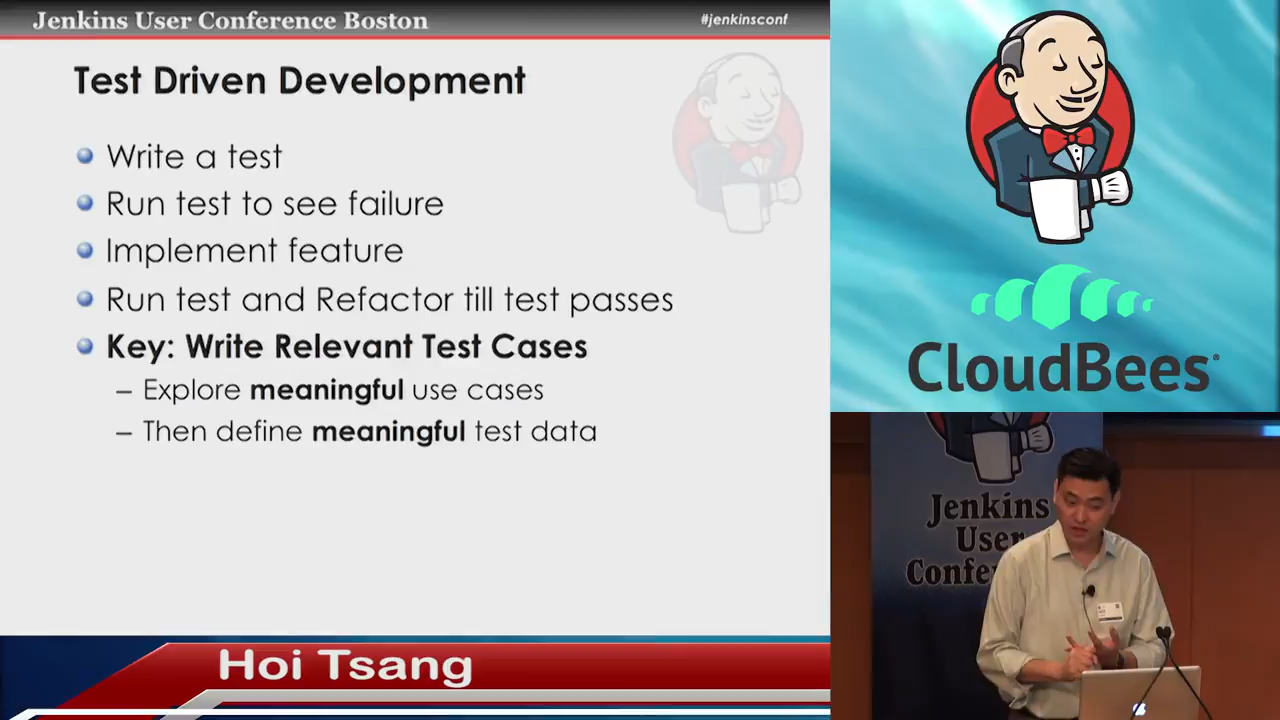 Jenkins User Conference Boston
#jenkinsconf
Test Driven Development
Write a test
Run test to see failure
Implement feature
Run test and Refactor till test passes
Key: Write Relevant Test Cases
– Explore meaningful use cases
– Then define meaningful test data
Hoi Tsang
CloudBees
Jenkins
User